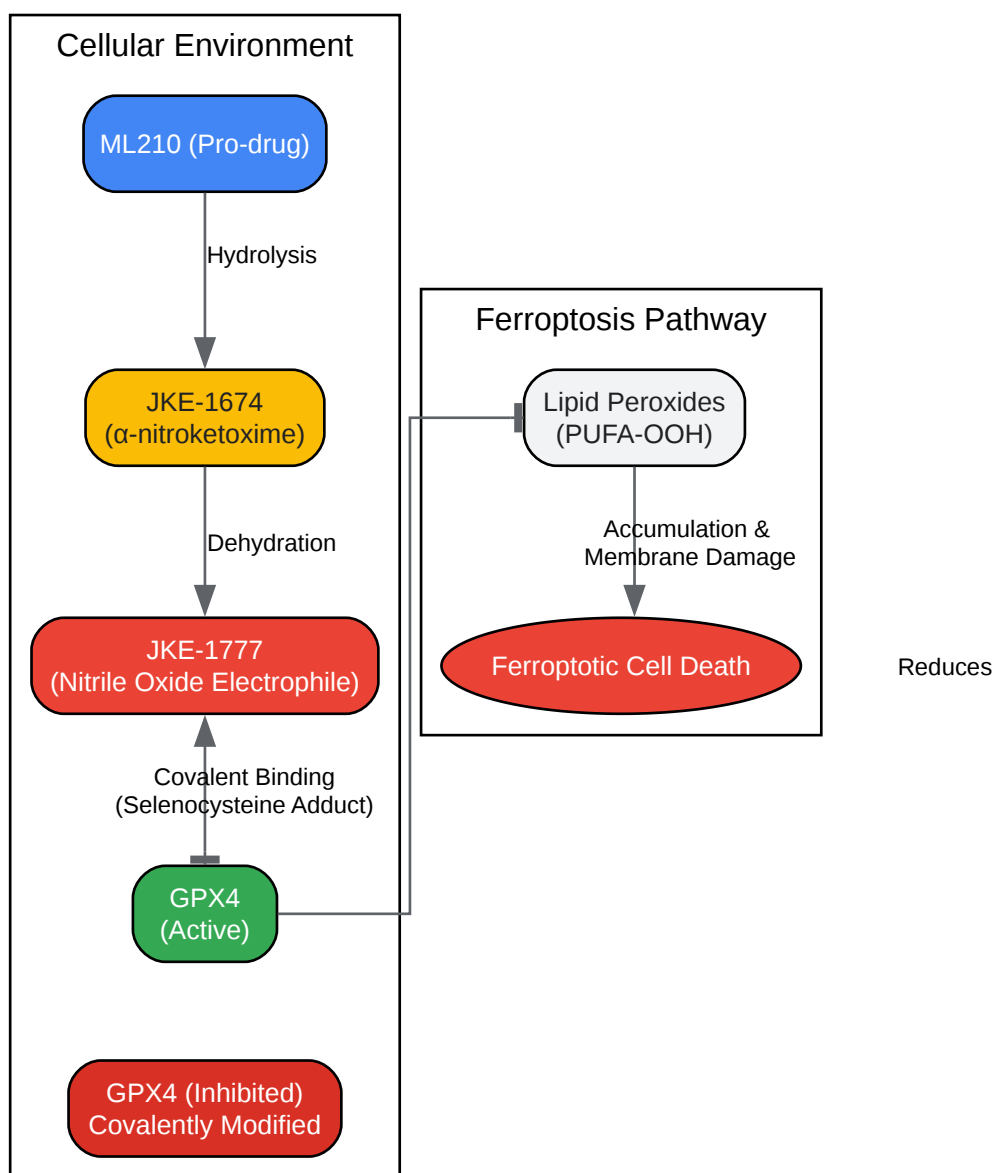 Cellular Environment
ML210 (Pro-drug)
Hydrolysis
JKE-1674
(α-nitroketoxime)
Dehydration
JKE-1777
(Nitrile Oxide Electrophile)
Covalent Binding
(Selenocysteine Adduct)
GPX4
(Active)
GPX4 (Inhibited)
Covalently Modified
Ferroptosis Pathway
Lipid Peroxides
(PUFA-OOH)
Accumulation &
Membrane Damage
Ferroptotic Cell Death
Reduces